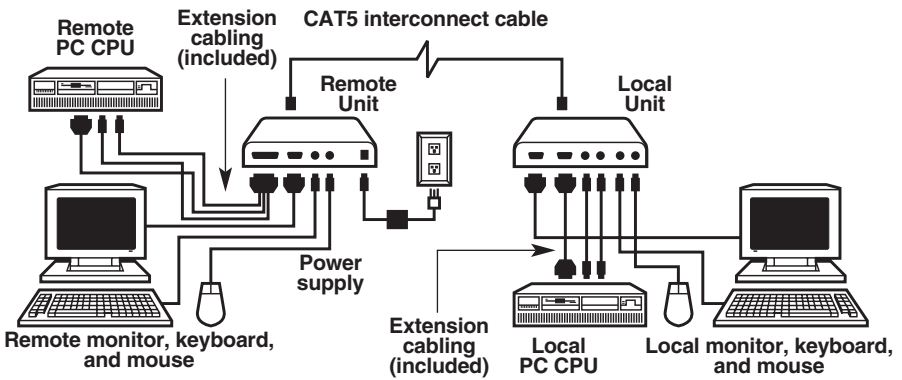 Remote
PC CPU
Extension
cabling
(included)
CAT5 interconnect cable
Remote
Unit
Local
Unit
Power
supply
Remote monitor, keyboard,
and mouse
Extension
cabling
(included)
Local
PC CPU
Local monitor, keyboard,
and mouse